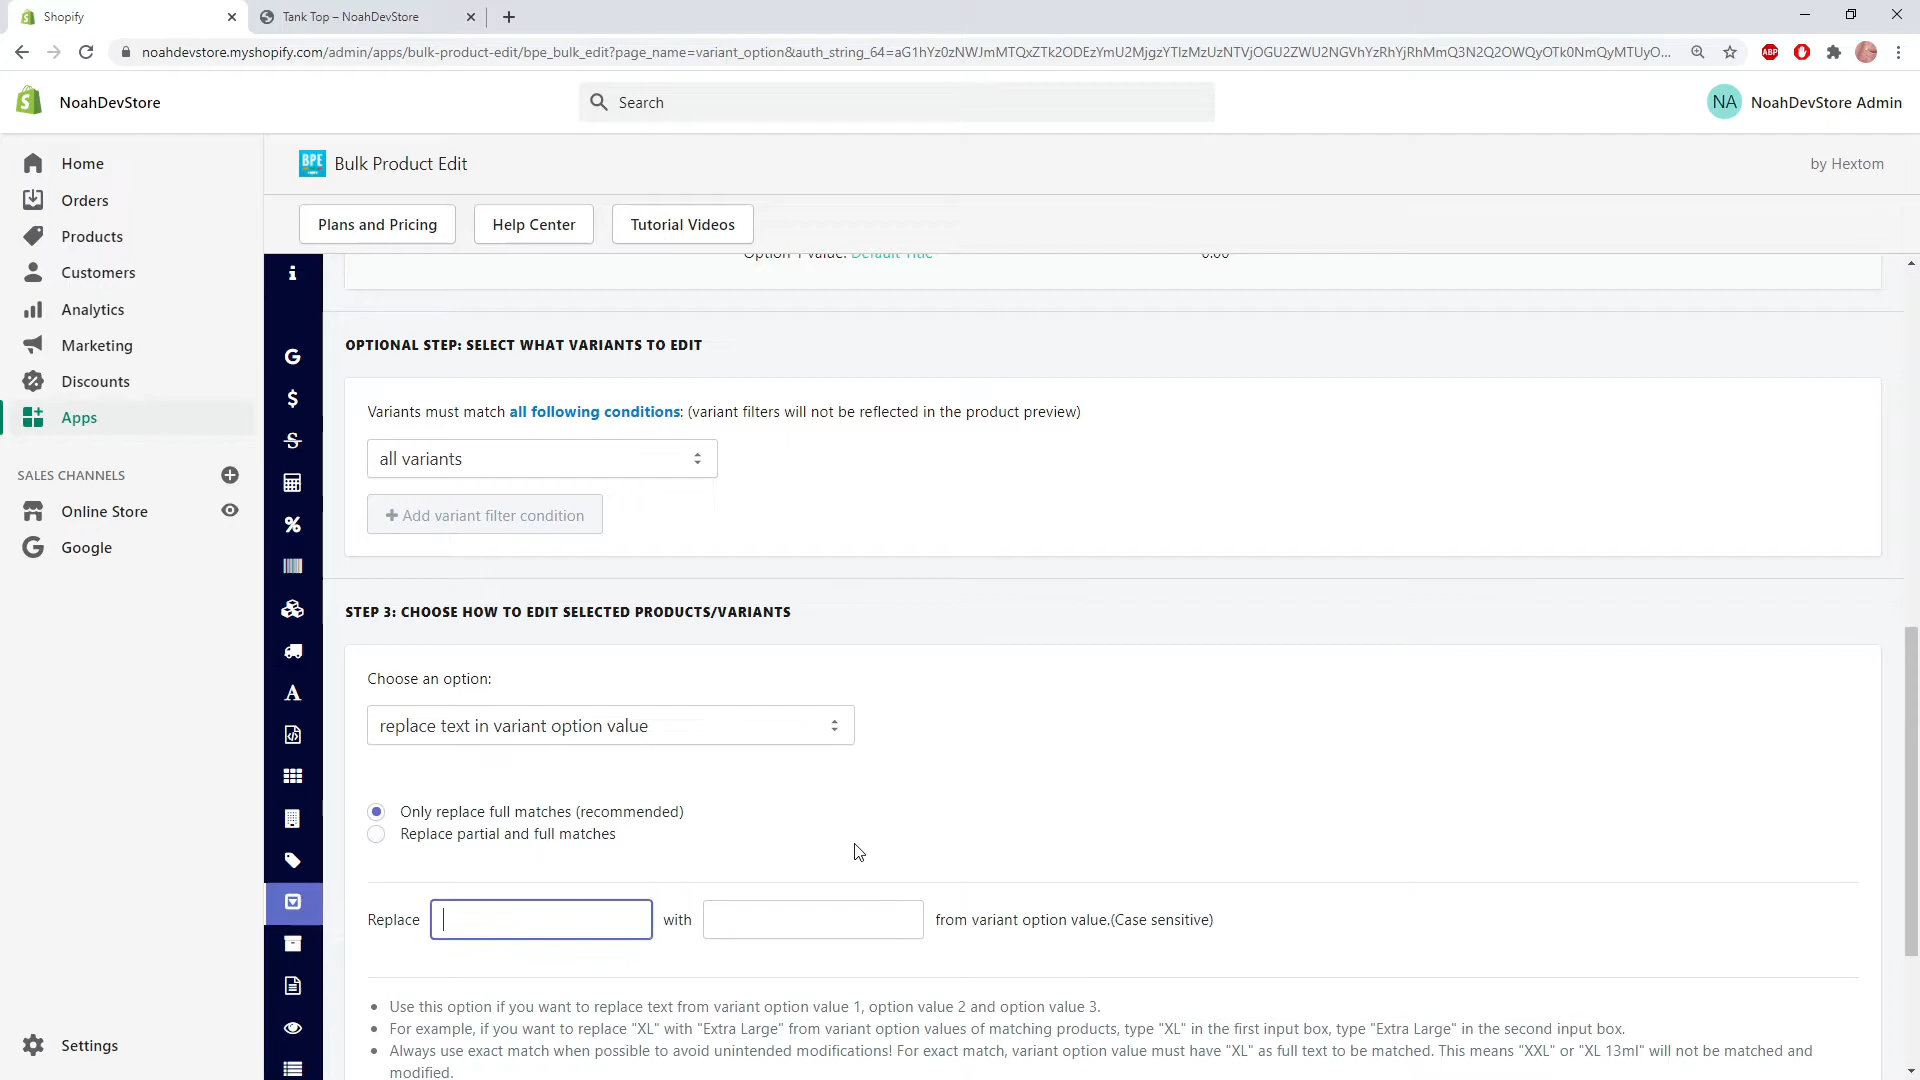 Shopify
Tank Top – NoahDevStore
noahdevstore.myshopify.com/admin/apps/bulk-product-edit/bpe_bulk_edit?page_name=variant_option&auth_string_64=
ABP
NoahDevStore
Search
NA
NoahDevStore Admin
Home
Orders
Products
Customers
Analytics
Marketing
Discounts
Apps
SALES CHANNELS
Online Store
Google
Settings
BPE
Bulk Product Edit
by Hextom
Plans and Pricing
Help Center
Tutorial Videos
Option 1 value: Default Title
0.00
OPTIONAL STEP: SELECT WHAT VARIANTS TO EDIT
Variants must match all following conditions: (variant filters will not be reflected in the product preview)
all variants
Add variant filter condition
STEP 3: CHOOSE HOW TO EDIT SELECTED PRODUCTS/VARIANTS
Choose an option:
replace text in variant option value
Only replace full matches (recommended)
Replace partial and full matches
Replace with from variant option value.(Case sensitive)
Use this option if you want to replace text from variant option value 1, option value 2 and option value 3.
For example, if you want to replace "XL" with "Extra Large" from variant option values of matching products, type "XL" in the first input box, type "Extra Large" in the second input box.
Always use exact match when possible to avoid unintended modifications! For exact match, variant option value must have "XL" as full text to be matched. This means "XXL" or "XL 13ml" will not be matched and
modified.